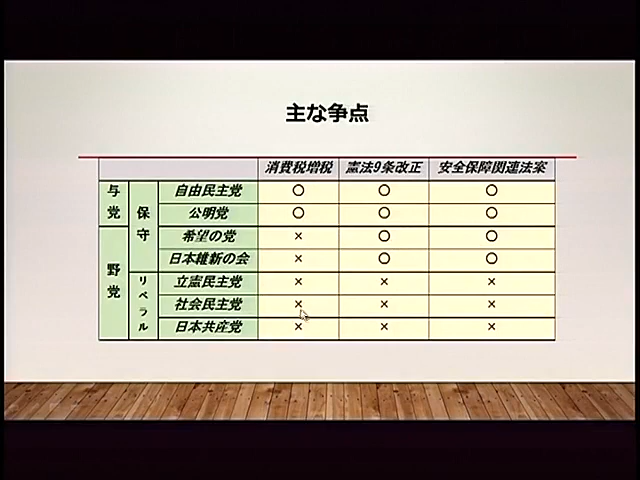 主な争点
消費税増税 憲法9条改正 安全保障関連法案
与党 保守 自由民主党 〇 〇 〇
公明党 〇 〇 〇
野党 希望の党 × 〇 〇
日本維新の会 × 〇 〇
リベラル 立憲民主党 × × ×
社会民主党 × × ×
日本共産党 × × ×